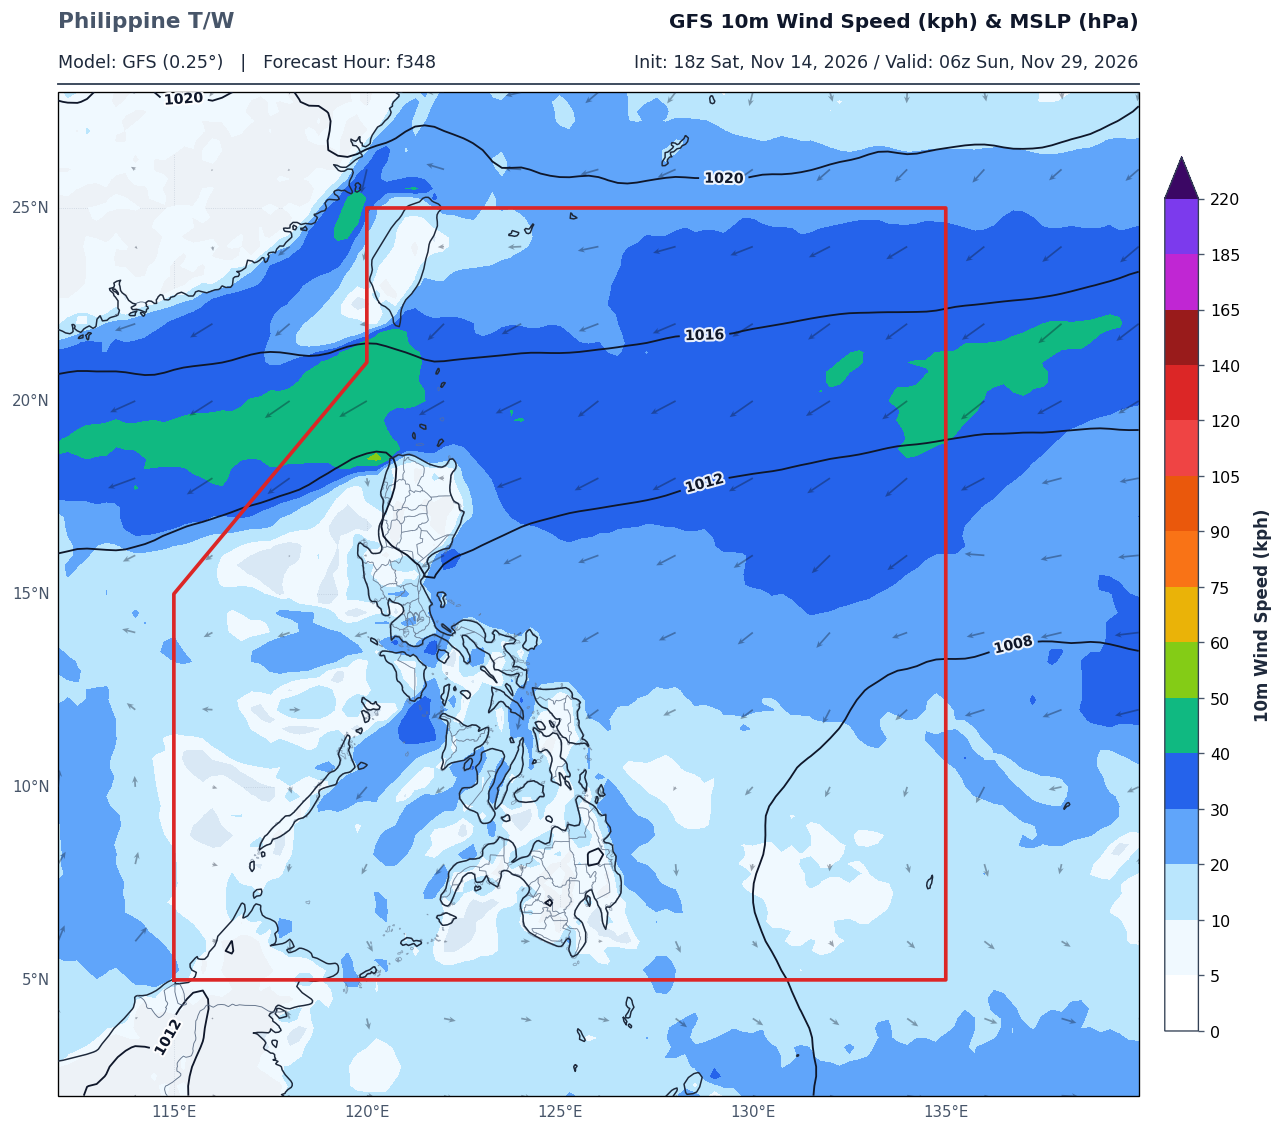 Philippine T/W
GFS 10m Wind Speed (kph) & MSLP (hPa)
Model: GFS (0.25°) | Forecast Hour: f348
Init: 18z Sat, Nov 14, 2026 / Valid: 06z Sun, Nov 29, 2026
1020
1020
1016
1012
1008
1012
25°N
20°N
15°N
10°N
5°N
115°E
120°E
125°E
130°E
135°E
220
185
165
140
120
105
90
75
60
50
40
30
20
10
5
0
10m Wind Speed (kph)